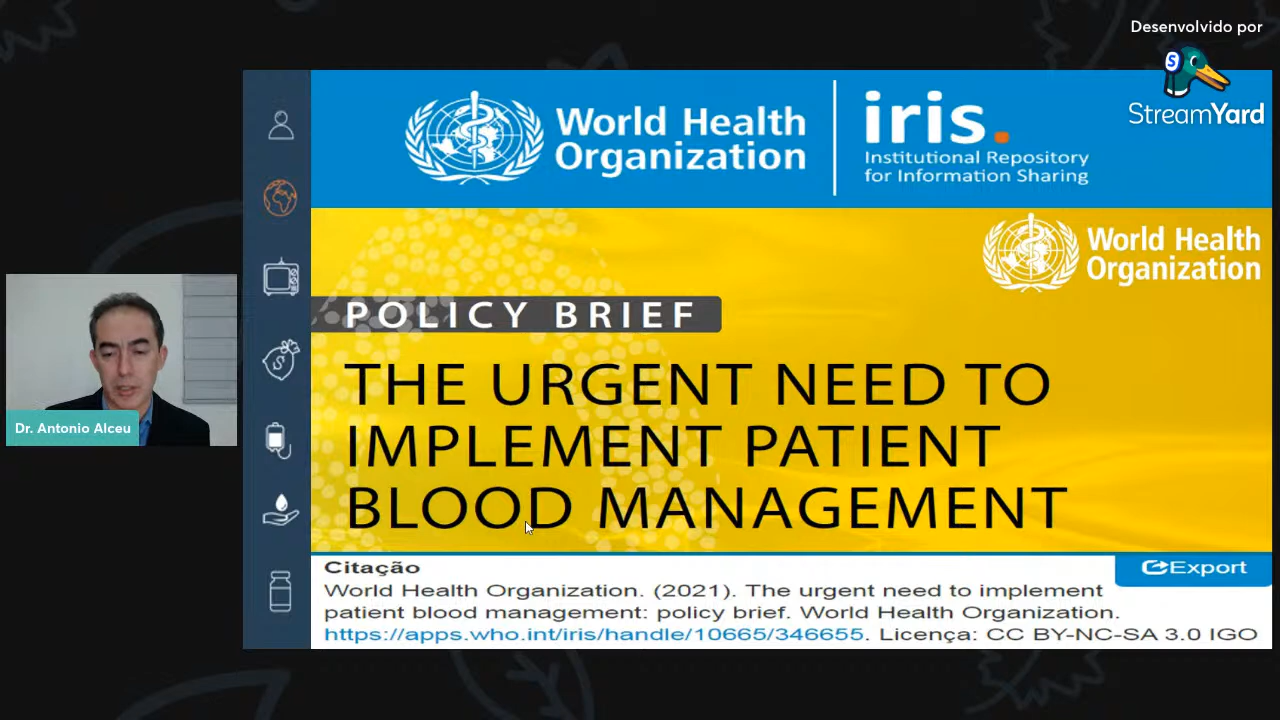 Desenvolvido por
StreamYard
World Health
Organization
iris.
Institutional Repository
for Information Sharing
World Health
Organization
POLICY BRIEF
THE URGENT NEED TO
IMPLEMENT PATIENT
BLOOD MANAGEMENT
Dr. Antonio Alceu
Citação
Export
World Health Organization. (2021). The urgent need to implement
patient blood management: policy brief. World Health Organization.
https://apps.who.int/iris/handle/10665/346655. Licença: CC BY-NC-SA 3.0 IGO